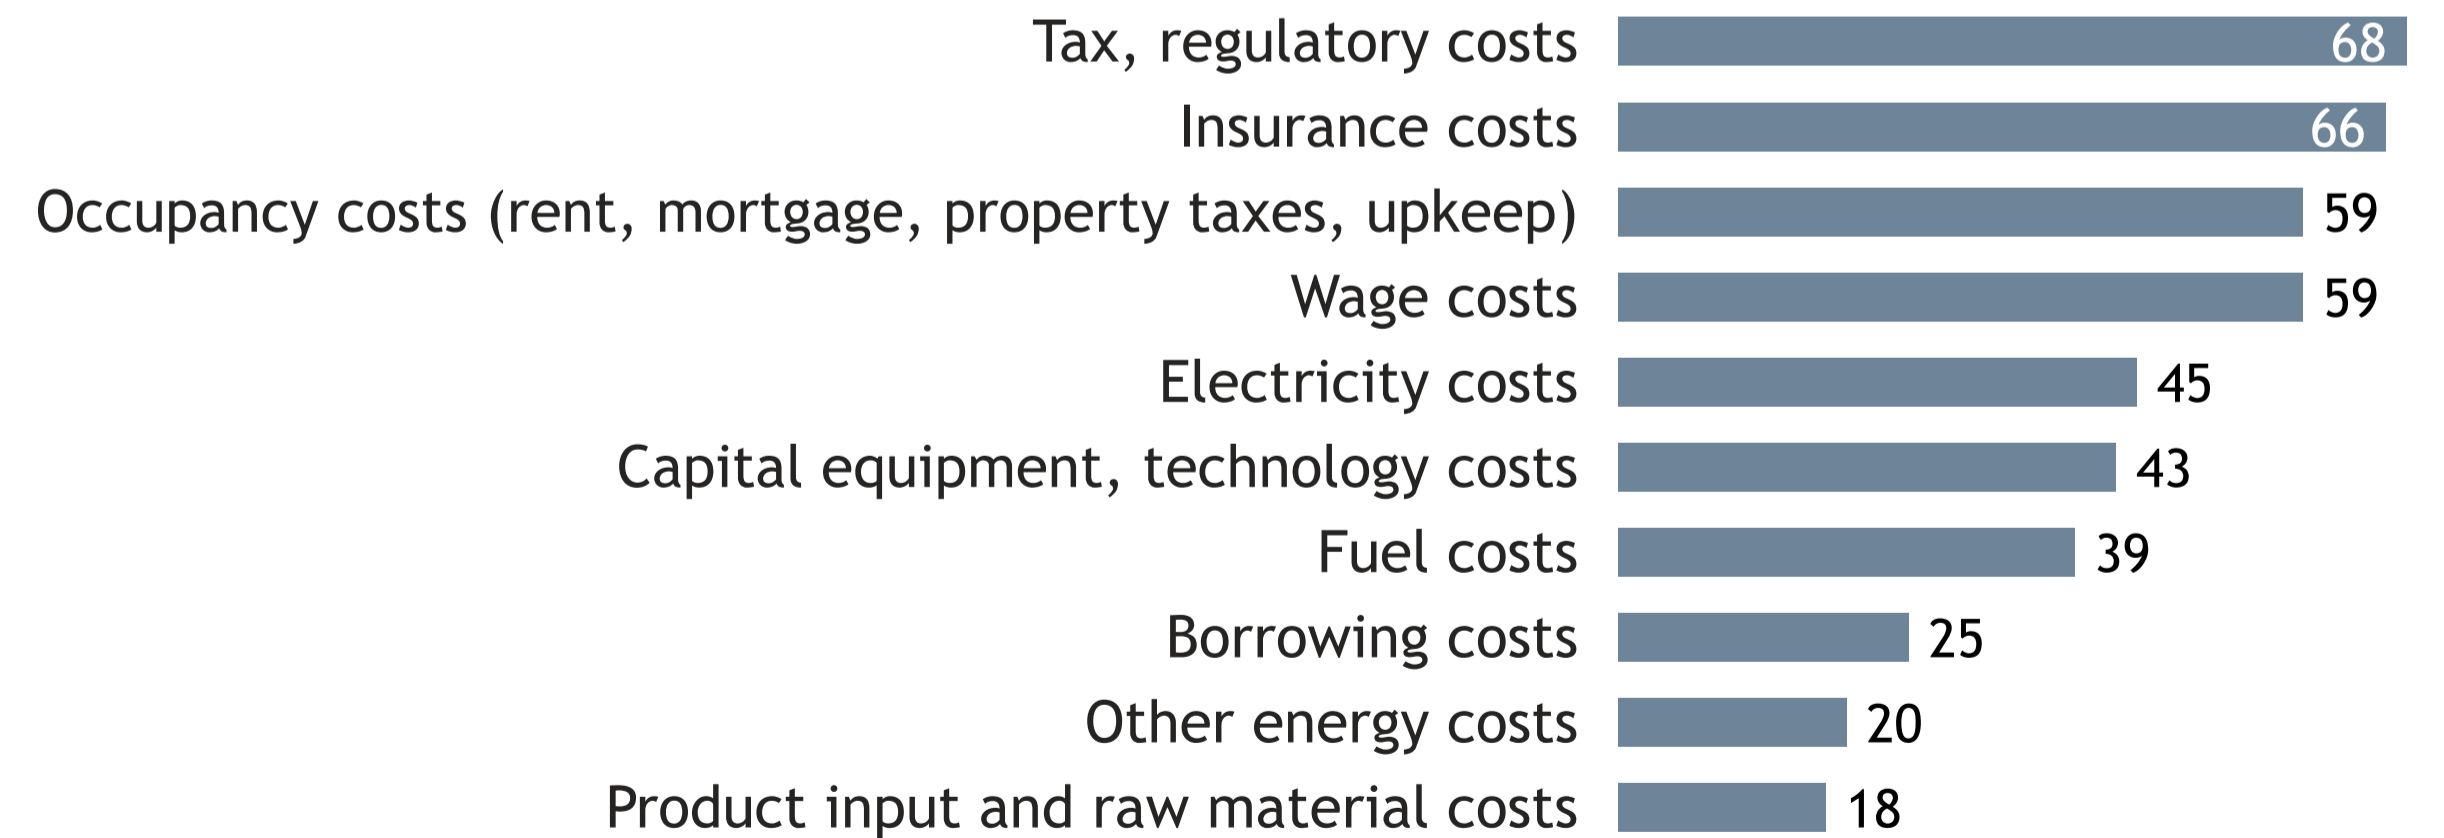 Tax, regulatory costs 68
Insurance costs 66
Occupancy costs (rent, mortgage, property taxes, upkeep) 59
Wage costs 59
Electricity costs 45
Capital equipment, technology costs 43
Fuel costs 39
Borrowing costs 25
Other energy costs 20
Product input and raw material costs 18